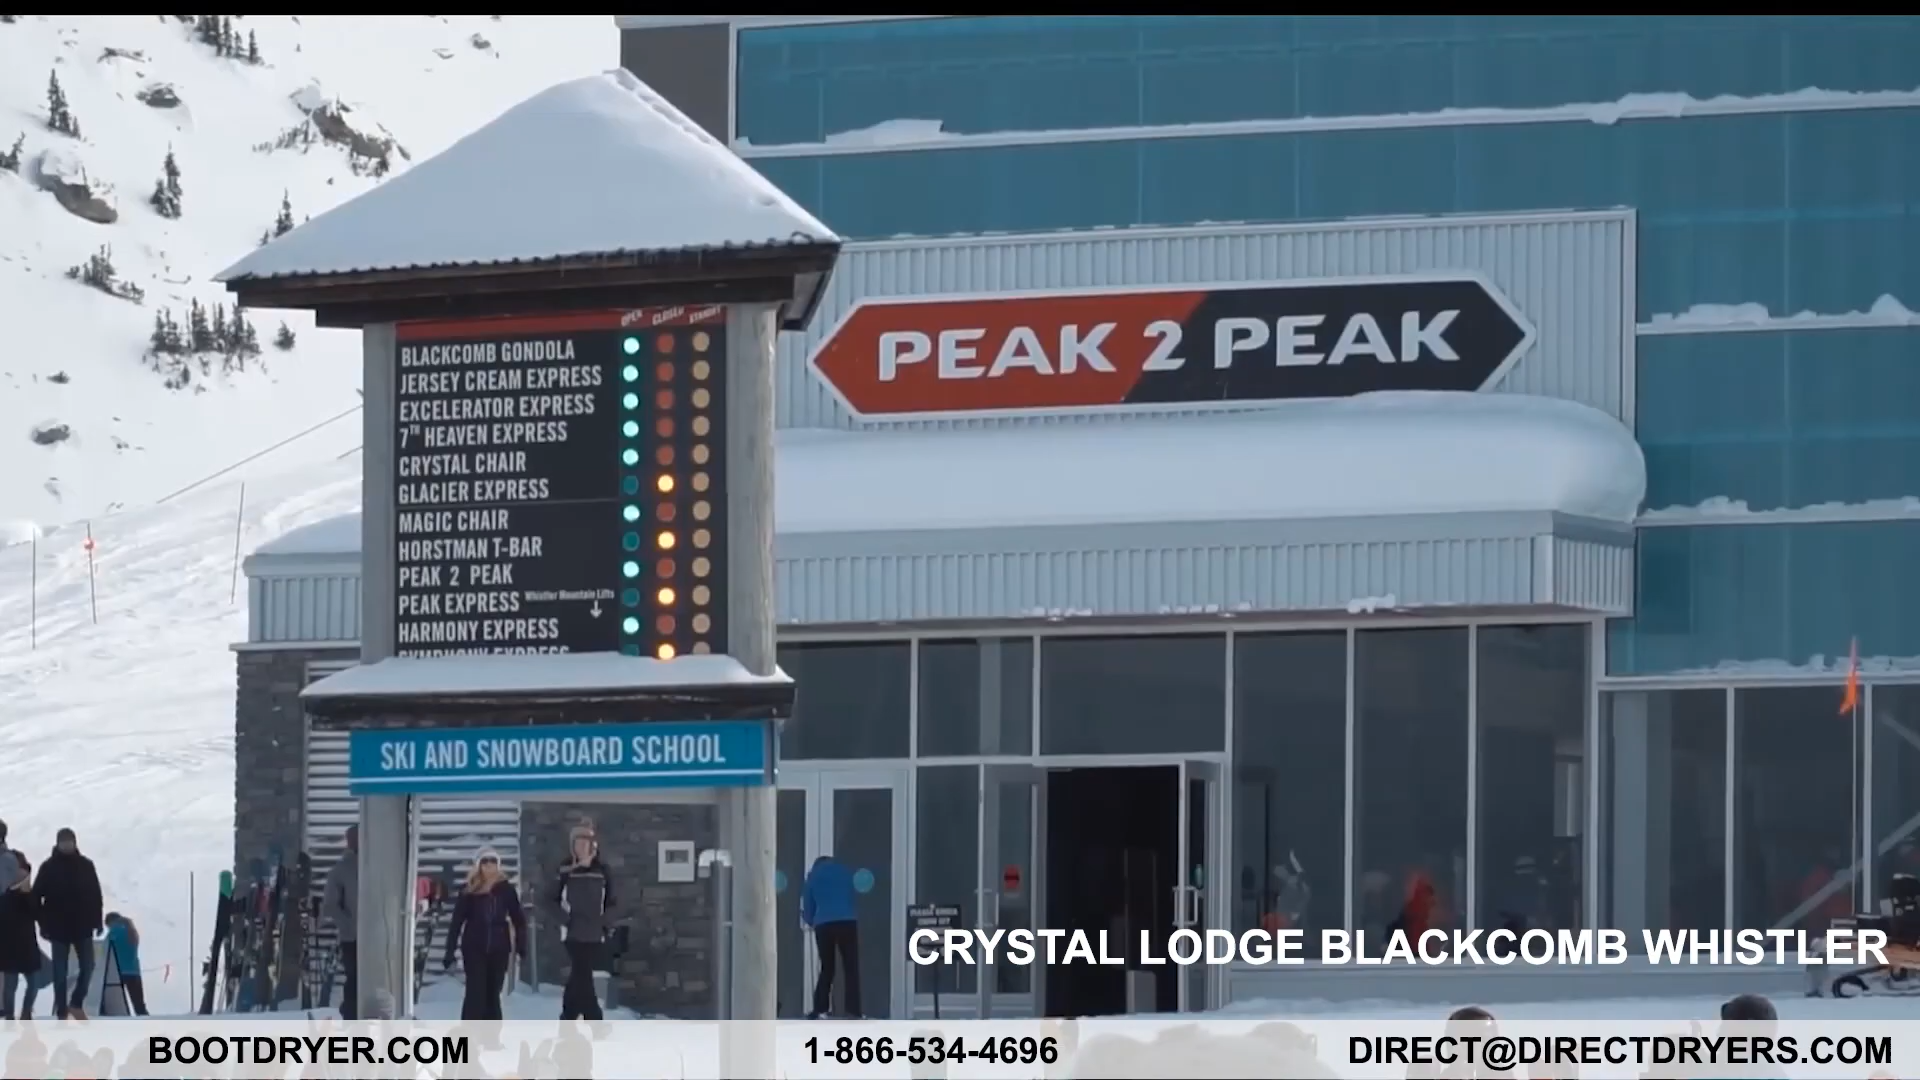 OPEN CLOSED STANDBY
BLACKCOMB GONDOLA
JERSEY CREAM EXPRESS
EXCELERATOR EXPRESS
7TH HEAVEN EXPRESS
CRYSTAL CHAIR
GLACIER EXPRESS
MAGIC CHAIR
HORSTMAN T-BAR
PEAK 2 PEAK
PEAK EXPRESS Whistler Mountain Lifts
HARMONY EXPRESS
SYMPHONY EXPRESS
PEAK 2 PEAK
SKI AND SNOWBOARD SCHOOL
CRYSTAL LODGE BLACKCOMB WHISTLER
BOOTDRYER.COM
1-866-534-4696
DIRECT@DIRECTDRYERS.COM